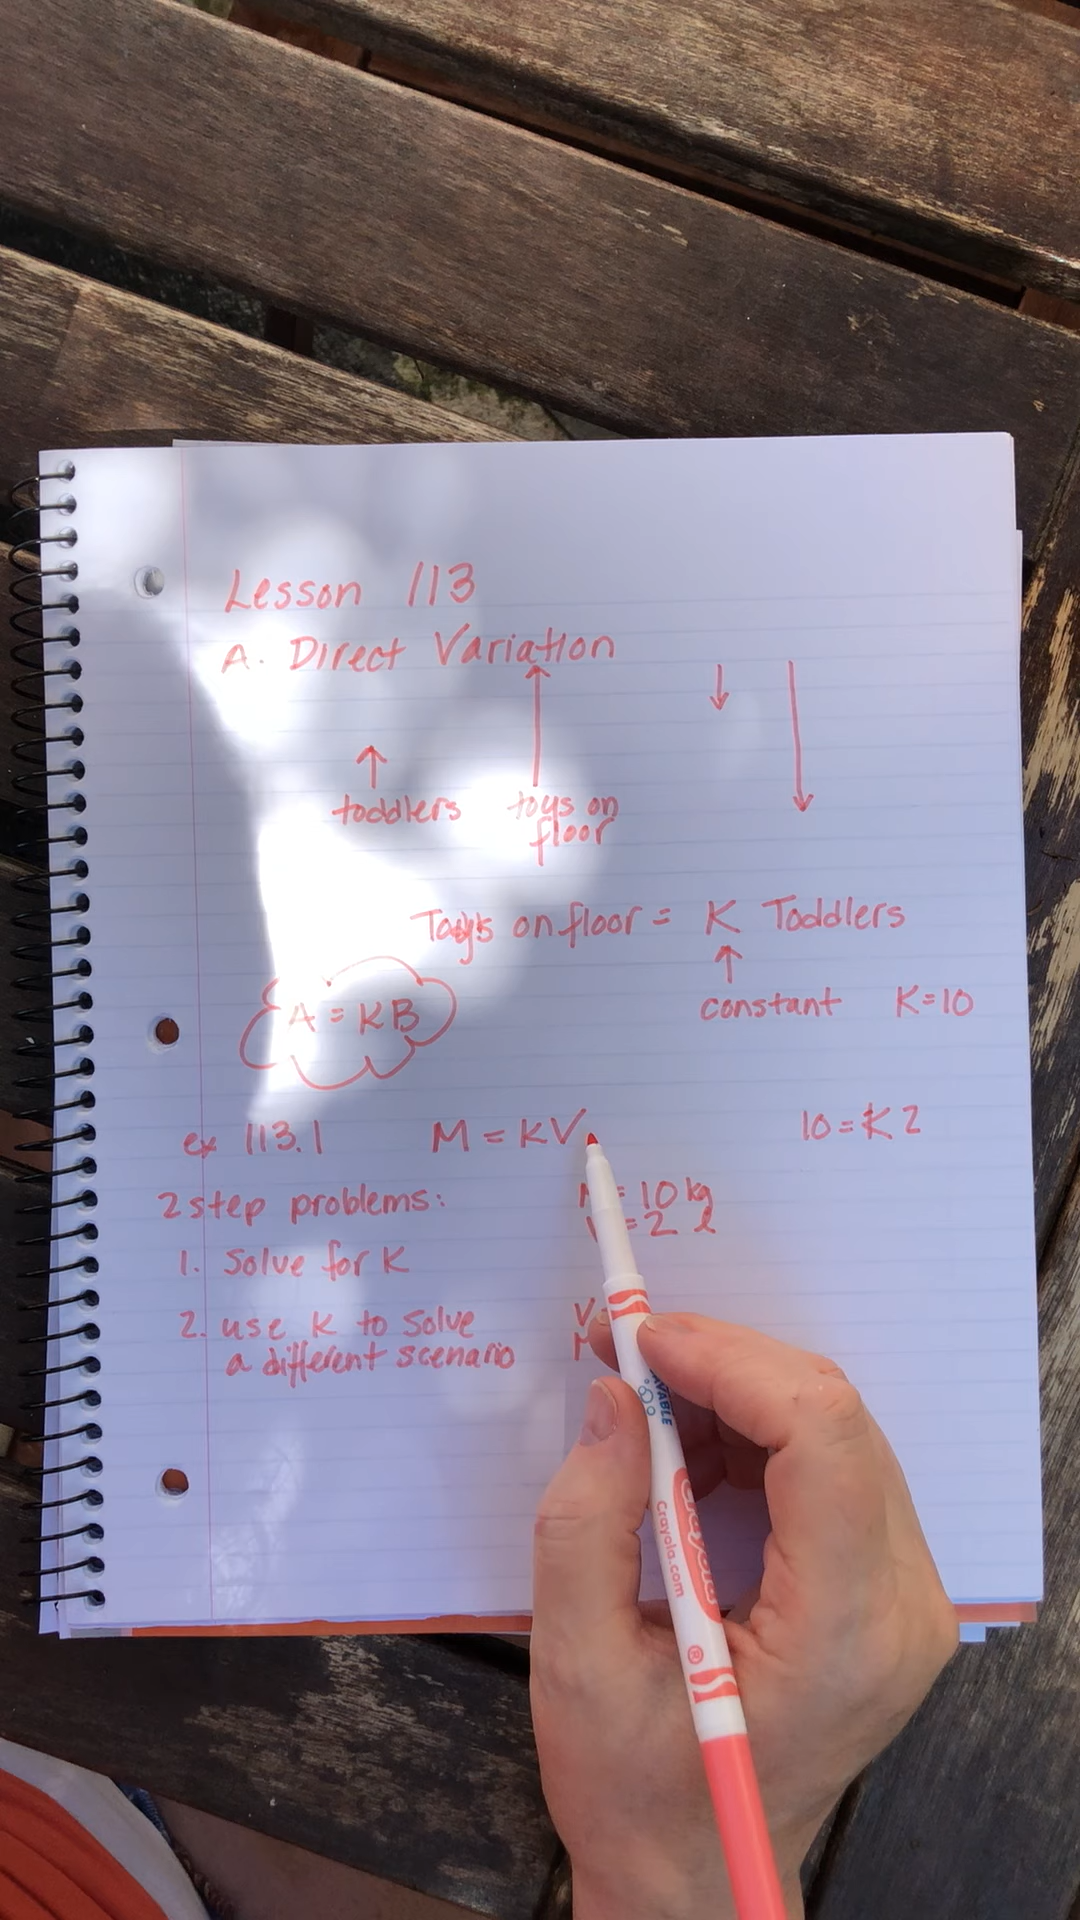 Lesson 113
A. Direct Variation
toddlers toys on
floor
Toys on floor = K Toddlers
constant K=10
A = KB
ex 113.1 M = KV 10 = K2
2 step problems: = 10 kg
= 2 l
1. Solve for K
2. use K to solve V
a different scenario
Crayola
Crayola.com
®